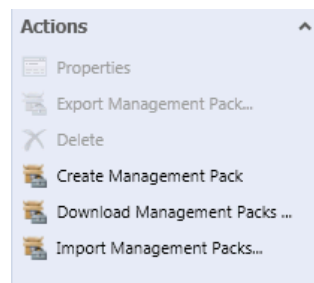 Actions
Properties
Export Management Pack...
Delete
Create Management Pack
Download Management Packs ...
Import Management Packs...